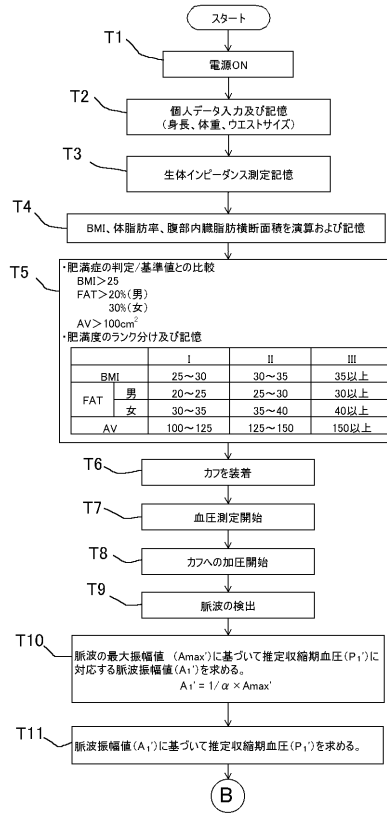 スタート
T1
電源ON
T2
個人データ入力及び記憶
(身長、体重、ウエストサイズ)
T3
生体インピーダンス測定記憶
T4
BMI、体脂肪率、腹部内臓脂肪横断面積を演算および記憶
T5
・肥満症の判定/基準値との比較
BMI>25
FAT>20%(男)
30%(女)
AV>100cm²
・肥満度のランク分け及び記憶
I II III
BMI 25～30 30～35 35以上
FAT 男 20～25 25～30 30以上
女 30～35 35～40 40以上
AV 100～125 125～150 150以上
T6
カフを装着
T7
血圧測定開始
T8
カフへの加圧開始
T9
脈波の検出
T10
脈波の最大振幅値 (Amax')に基づいて推定収縮期血圧(P₁')に
対応する脈波振幅値(A₁')を求める。
A₁' = 1/α × Amax'
T11
脈波振幅値(A₁')に基づいて推定収縮期血圧(P₁')を求める。
B